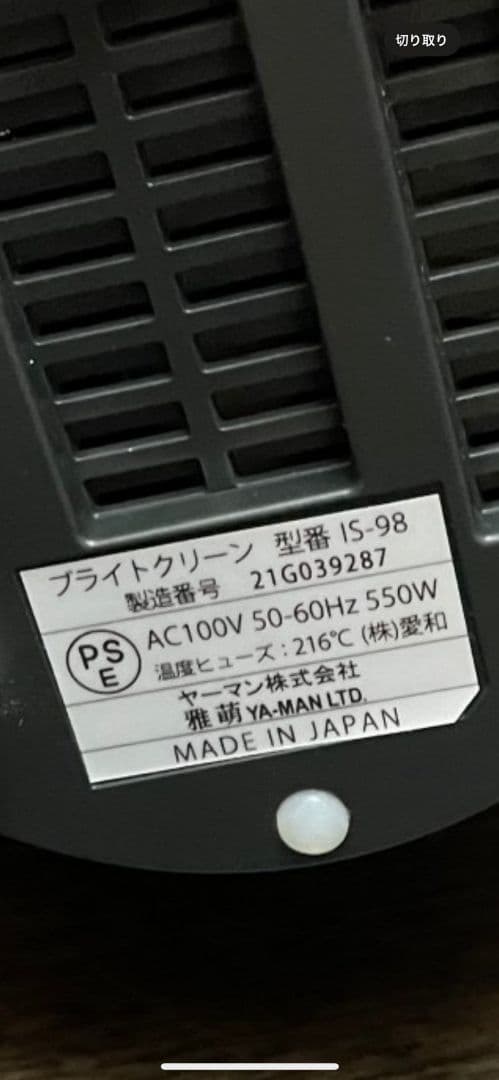 切り取り
ブライトクリーン 型番 IS-98
製造番号 21G039287
PS
E
AC100V 50-60Hz 550W
温度ヒューズ：216℃ (株)愛和
ヤーマン株式会社
雅萌 YA-MAN LTD.
MADE IN JAPAN